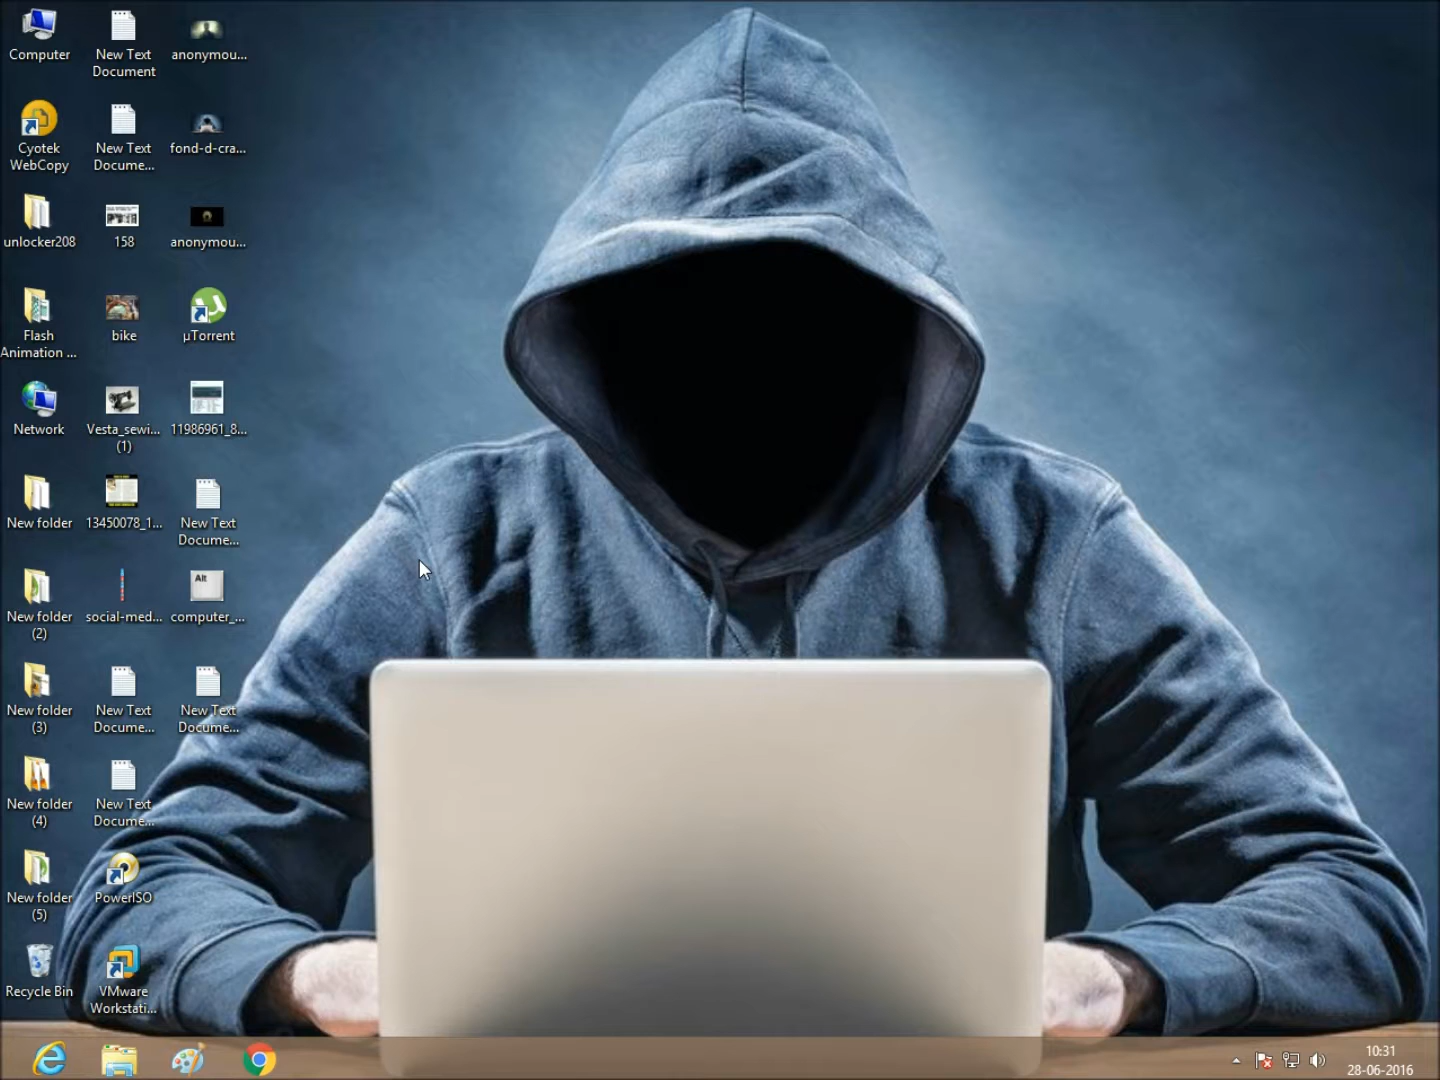 Computer
New Text
Document
anonymou...
Cyotek
WebCopy
New Text
Docume...
fond-d-cra...
unlocker208
158
anonymou...
Flash
Animation ...
bike
µTorrent
Network
Vesta_sewi...
(1)
11986961_8...
New folder
13450078_1...
New Text
Docume...
New folder
(2)
social-med...
Alt
computer_...
New folder
(3)
New Text
Docume...
New Text
Docume...
New folder
(4)
New Text
Docume...
New folder
(5)
PowerISO
Recycle Bin
VMware
Workstati...
10:31
28-06-2016